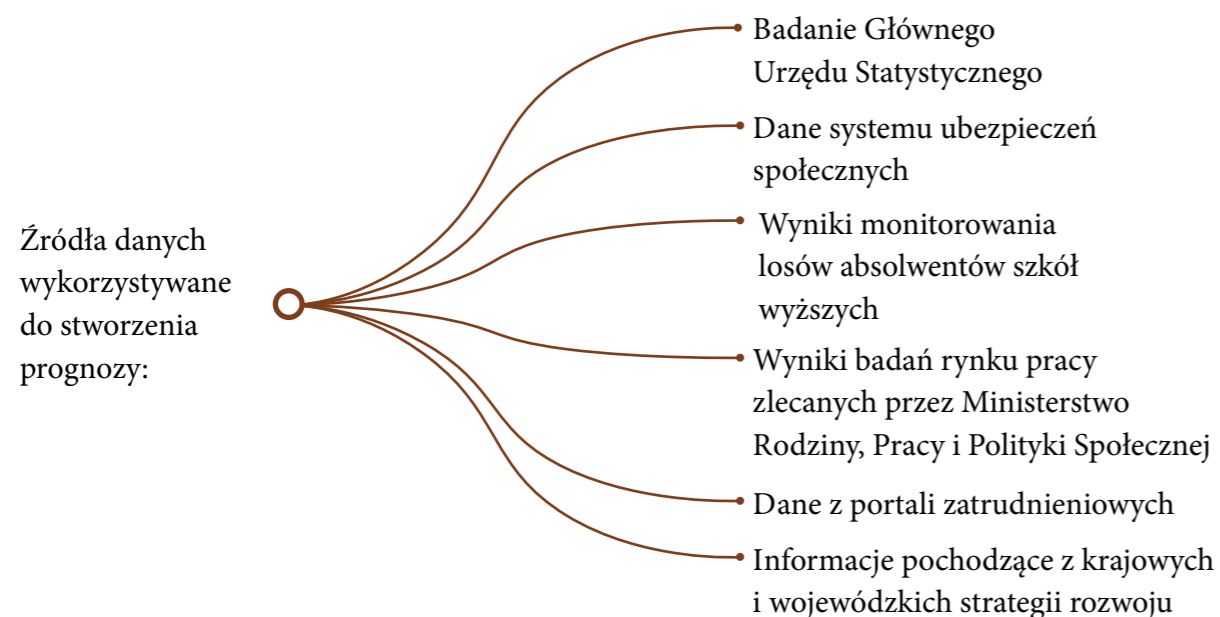 Źródła danych
wykorzystywane
do stworzenia
prognozy:
Badanie Głównego
Urzędu Statystycznego
Dane systemu ubezpieczeń
społecznych
Wyniki monitorowania
losów absolwentów szkół
wyższych
Wyniki badań rynku pracy
zlecanych przez Ministerstwo
Rodziny, Pracy i Polityki Społecznej
Dane z portali zatrudnieniowych
Informacje pochodzące z krajowych
i wojewódzkich strategii rozwoju